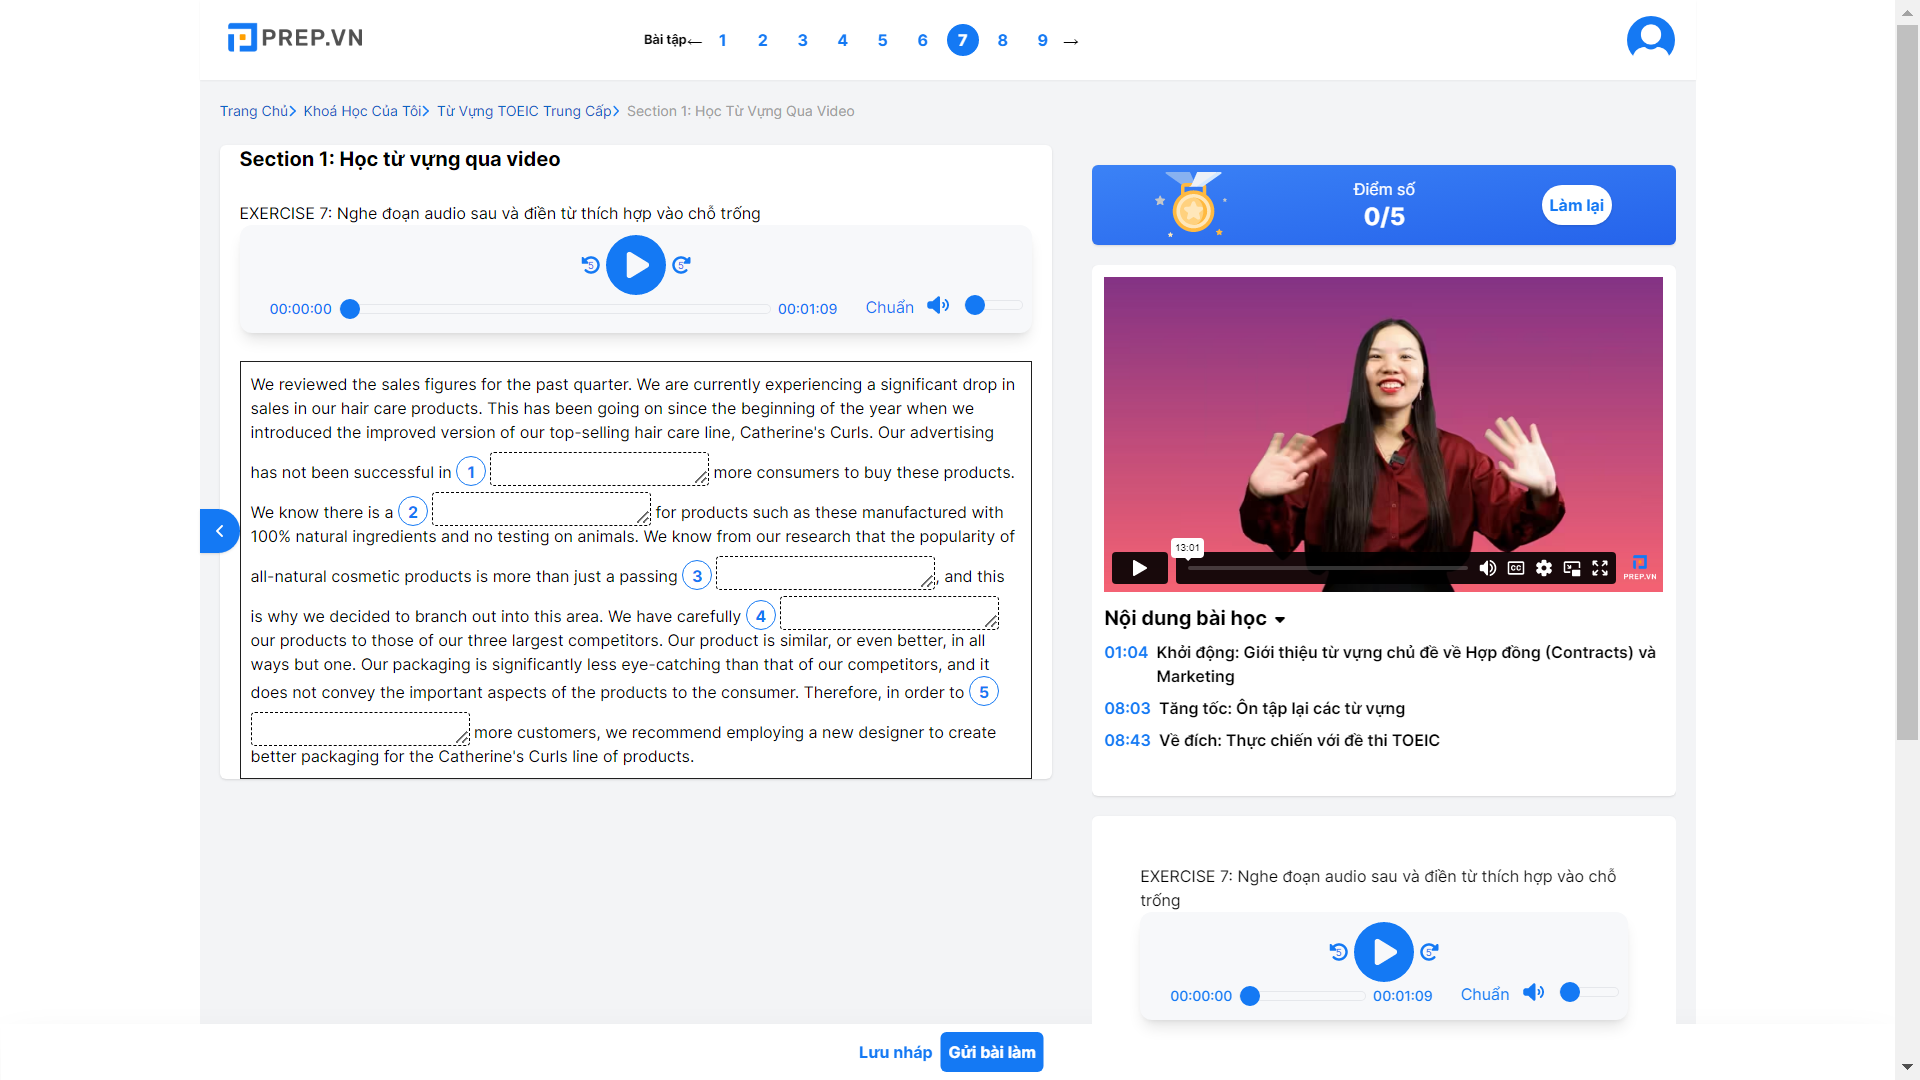 PREP.VN
Bài tập← 1 2 3 4 5 6 7 8 9 →
Trang Chủ> Khoá Học Của Tôi> Từ Vựng TOEIC Trung Cấp> Section 1: Học Từ Vựng Qua Video
Section 1: Học từ vựng qua video
EXERCISE 7: Nghe đoạn audio sau và điền từ thích hợp vào chỗ trống
5 5
00:00:00 00:01:09 Chuẩn
We reviewed the sales figures for the past quarter. We are currently experiencing a significant drop in
sales in our hair care products. This has been going on since the beginning of the year when we
introduced the improved version of our top-selling hair care line, Catherine's Curls. Our advertising
has not been successful in 1 more consumers to buy these products.
We know there is a 2 for products such as these manufactured with
100% natural ingredients and no testing on animals. We know from our research that the popularity of
all-natural cosmetic products is more than just a passing 3 , and this
is why we decided to branch out into this area. We have carefully 4
our products to those of our three largest competitors. Our product is similar, or even better, in all
ways but one. Our packaging is significantly less eye-catching than that of our competitors, and it
does not convey the important aspects of the products to the consumer. Therefore, in order to 5
more customers, we recommend employing a new designer to create
better packaging for the Catherine's Curls line of products.
Điểm số
0/5
Làm lại
13:01
CC
PREP.VN
Nội dung bài học
01:04 Khởi động: Giới thiệu từ vựng chủ đề về Hợp đồng (Contracts) và
Marketing
08:03 Tăng tốc: Ôn tập lại các từ vựng
08:43 Về đích: Thực chiến với đề thi TOEIC
EXERCISE 7: Nghe đoạn audio sau và điền từ thích hợp vào chỗ
trống
5 5
00:00:00 00:01:09 Chuẩn
Lưu nháp Gửi bài làm